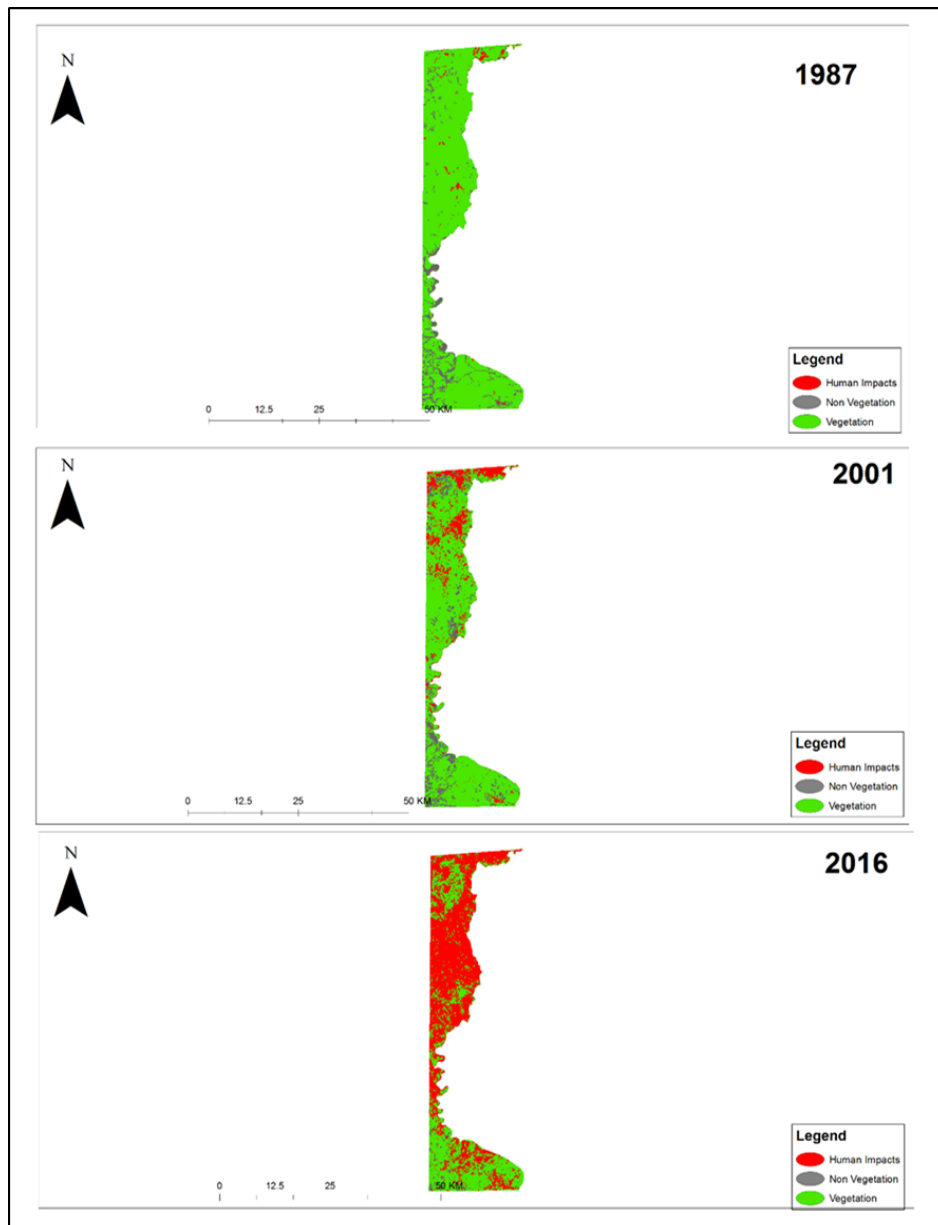 N
1987
Legend
Human Impacts
Non Vegetation
Vegetation
0 12.5 25 50 KM
N
2001
Legend
Human Impacts
Non Vegetation
Vegetation
0 12.5 25 50 KM
N
2016
Legend
Human Impacts
Non Vegetation
Vegetation
0 12.5 25 50 KM